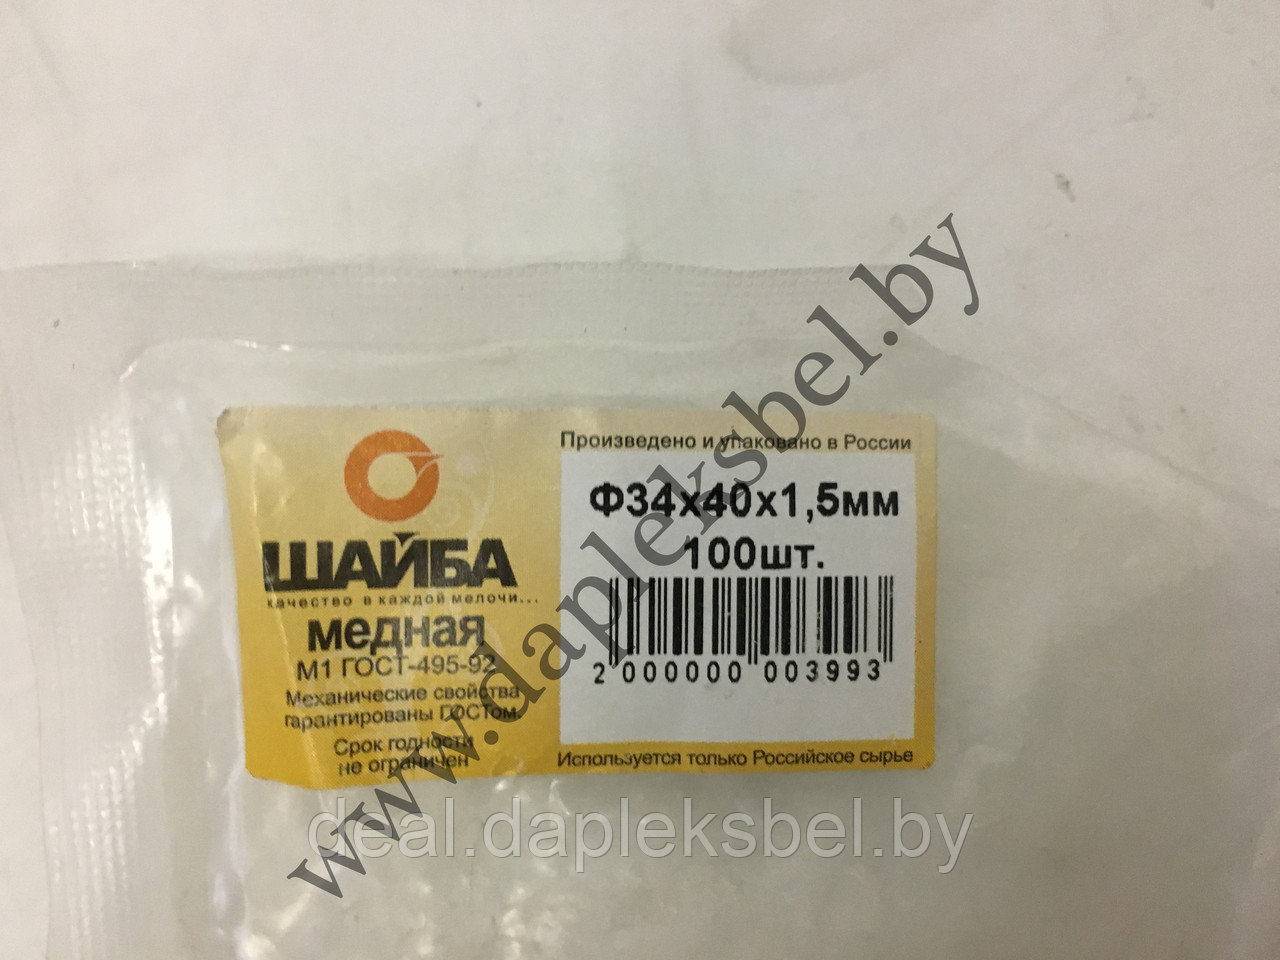 ШАЙБА
качество в каждой мелочи...
медная
М1 ГОСТ-495-92
Механические свойства
гарантированы ГОСТом.
Срок годности
не ограничен
Произведено и упаковано в России
Ф34х40х1,5мм
100шт.
2 000000 003993
Используется только Российское сырье
www.dapleksbel.by
deal.dapleksbel.by